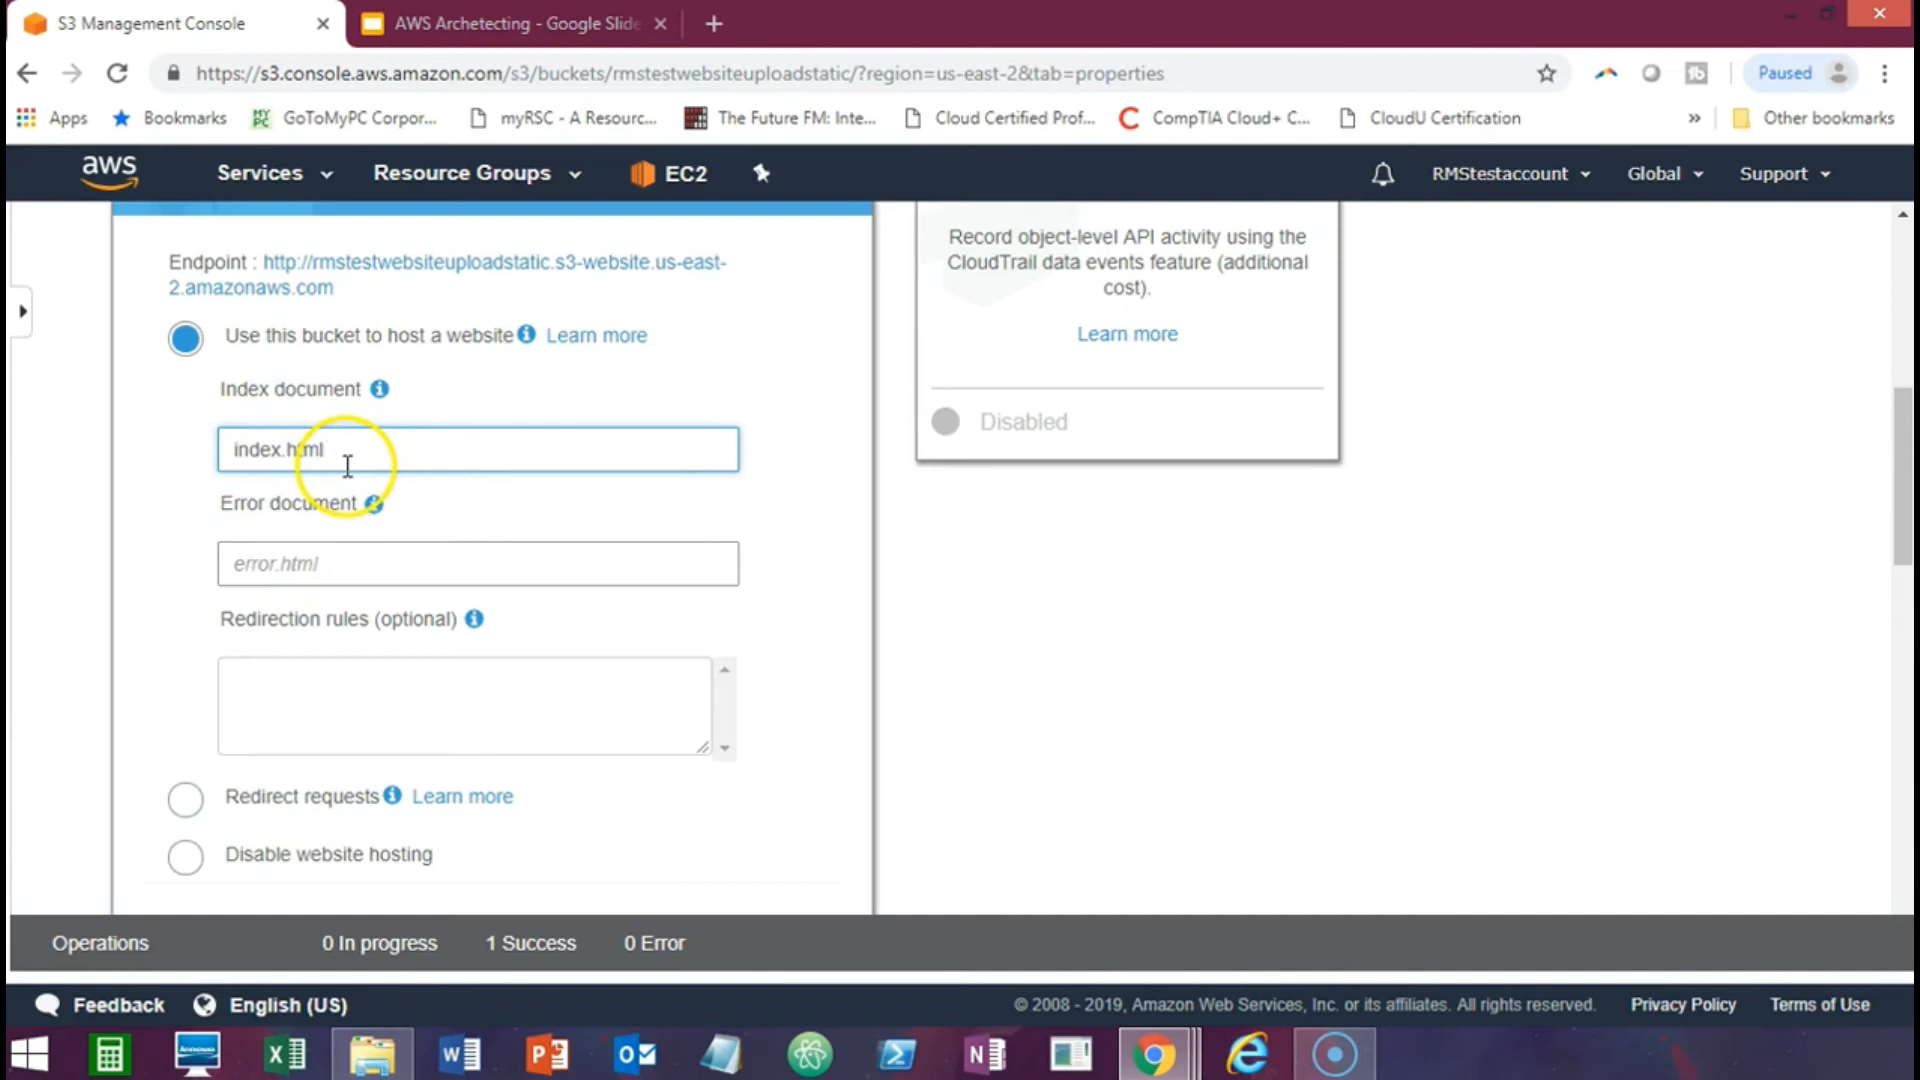 S3 Management Console
AWS Archetecting - Google Slide
https://s3.console.aws.amazon.com/s3/buckets/rmstestwebsiteuploadstatic/?region=us-east-2&tab=properties
Paused
Apps
Bookmarks
MY PC
GoToMyPC Corpor...
myRSC - A Resourc...
The Future FM: Inte...
Cloud Certified Prof...
CompTIA Cloud+ C...
CloudU Certification
»
Other bookmarks
aws
Services
Resource Groups
EC2
RMStestaccount
Global
Support
Endpoint : http://rmstestwebsiteuploadstatic.s3-website.us-east-
2.amazonaws.com
Use this bucket to host a website
Learn more
Index document
index.html
Error document
error.html
Redirection rules (optional)
Redirect requests
Learn more
Disable website hosting
Record object-level API activity using the
CloudTrail data events feature (additional
cost).
Learn more
Disabled
Operations
0 In progress
1 Success
0 Error
Feedback
English (US)
© 2008 - 2019, Amazon Web Services, Inc. or its affiliates. All rights reserved.
Privacy Policy
Terms of Use